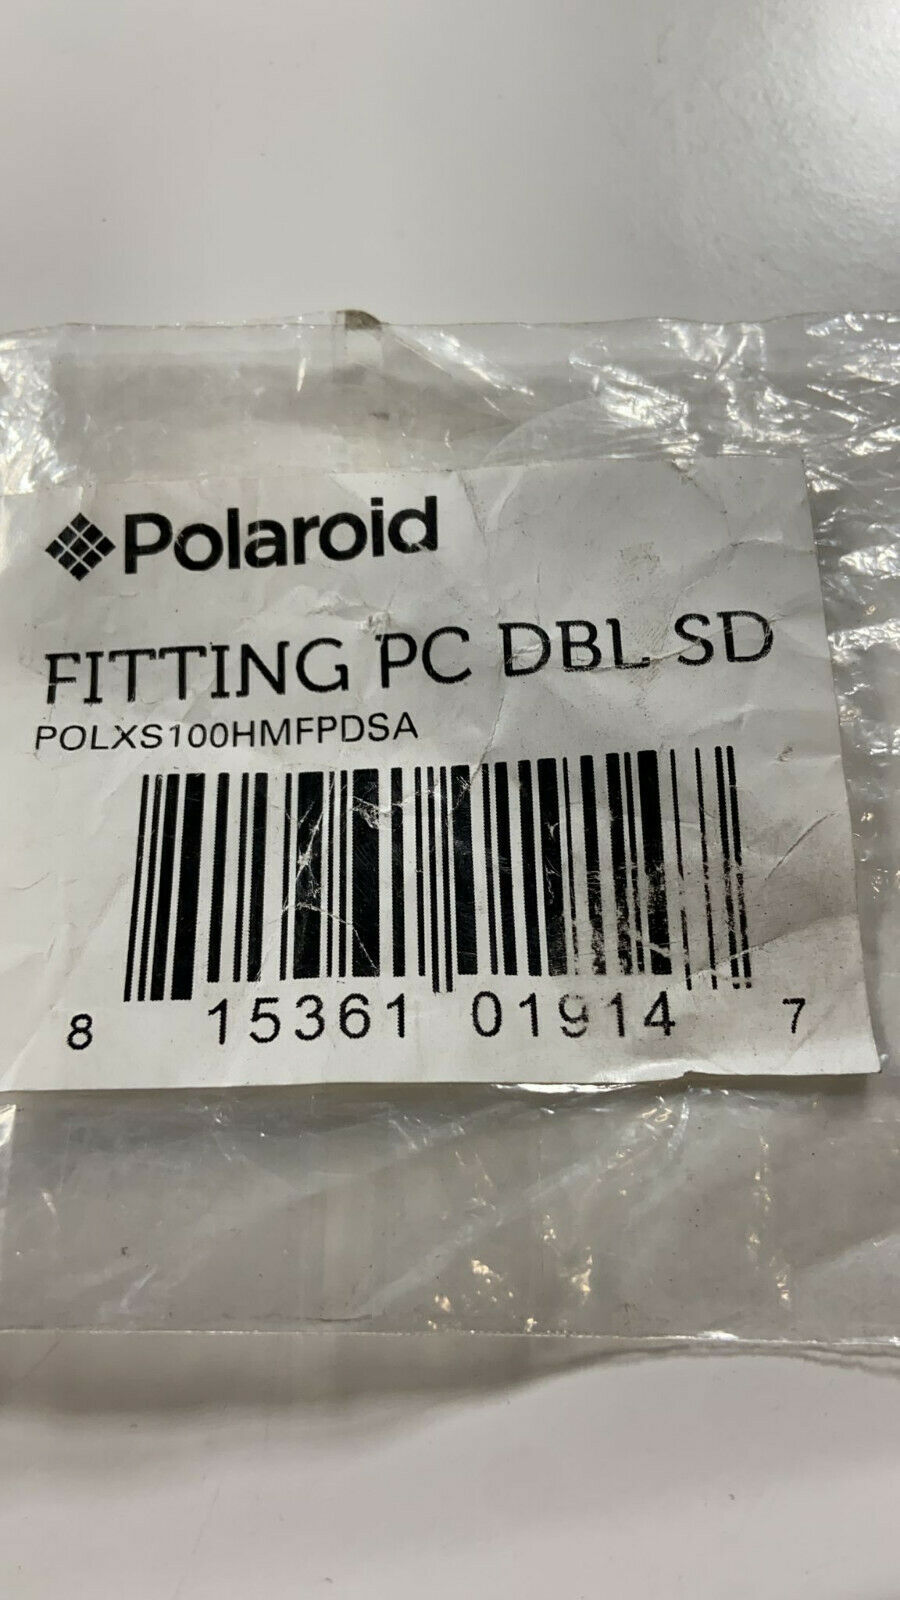 Polaroid
FITTING PC DBL SD
POLXS100HMFPDSA
8 15361 01914 7